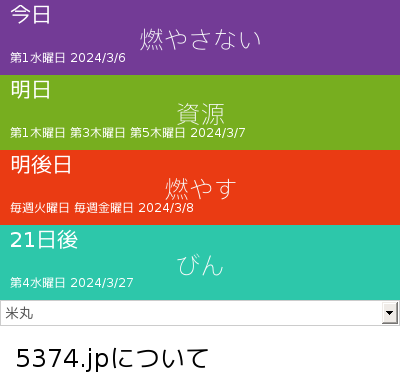 今日
燃やさない
第1水曜日 2024/3/6
明日
資源
第1木曜日 第3木曜日 第5木曜日 2024/3/7
明後日
燃やす
毎週火曜日 毎週金曜日 2024/3/8
21日後
びん
第4水曜日 2024/3/27
米丸
5374.jpについて